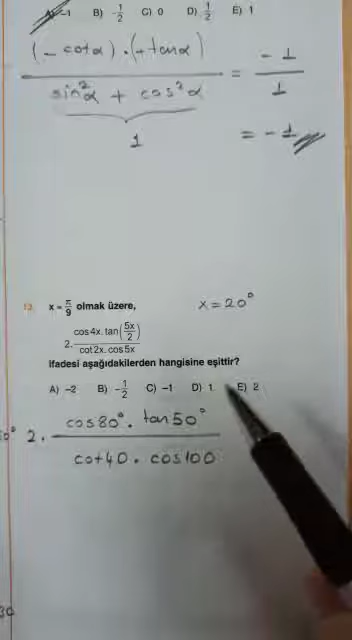 A) -1 B) -1/2 C) 0 D) 1/2 E) 1
(-cotα).(-tanα) / sin²α + cos²α = -1 / 1
1
= -1
13. x = π/9 olmak üzere,
x = 20°
2. cos4x.tan(5x/2) / cot2x.cos5x
ifadesi aşağıdakilerden hangisine eşittir?
A) -2 B) -1/2 C) -1 D) 1 E) 2
2. cos80°.tan50° / cot40.cos100